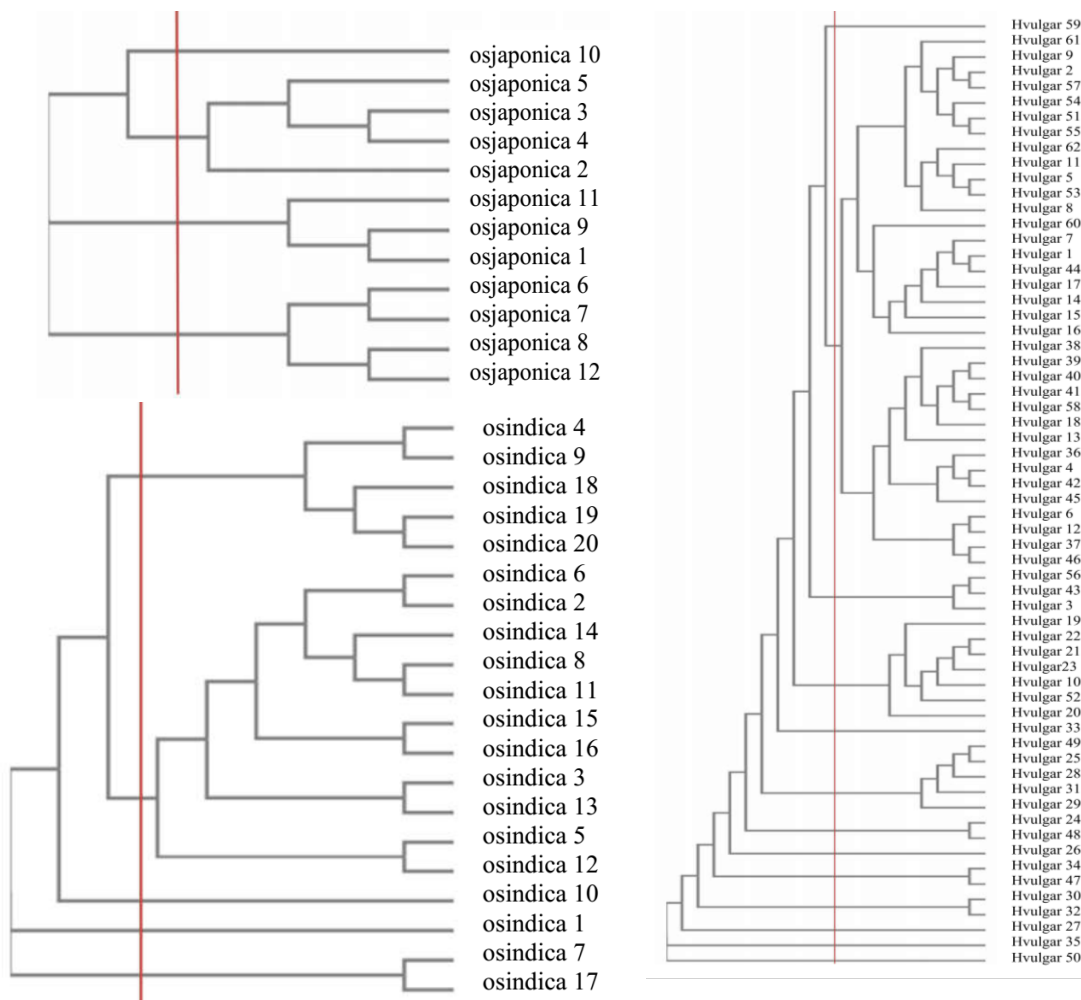 osjaponica 10
osjaponica 5
osjaponica 3
osjaponica 4
osjaponica 2
osjaponica 11
osjaponica 9
osjaponica 1
osjaponica 6
osjaponica 7
osjaponica 8
osjaponica 12
osindica 4
osindica 9
osindica 18
osindica 19
osindica 20
osindica 6
osindica 2
osindica 14
osindica 8
osindica 11
osindica 15
osindica 16
osindica 3
osindica 13
osindica 5
osindica 12
osindica 10
osindica 1
osindica 7
osindica 17
Hvulgar 59
Hvulgar 61
Hvulgar 9
Hvulgar 2
Hvulgar 57
Hvulgar 54
Hvulgar 51
Hvulgar 55
Hvulgar 62
Hvulgar 11
Hvulgar 5
Hvulgar 53
Hvulgar 8
Hvulgar 60
Hvulgar 7
Hvulgar 1
Hvulgar 44
Hvulgar 17
Hvulgar 14
Hvulgar 15
Hvulgar 16
Hvulgar 38
Hvulgar 39
Hvulgar 40
Hvulgar 41
Hvulgar 58
Hvulgar 18
Hvulgar 13
Hvulgar 36
Hvulgar 4
Hvulgar 42
Hvulgar 45
Hvulgar 6
Hvulgar 12
Hvulgar 37
Hvulgar 46
Hvulgar 56
Hvulgar 43
Hvulgar 3
Hvulgar 19
Hvulgar 22
Hvulgar 21
Hvulgar23
Hvulgar 10
Hvulgar 52
Hvulgar 20
Hvulgar 33
Hvulgar 49
Hvulgar 25
Hvulgar 28
Hvulgar 31
Hvulgar 29
Hvulgar 24
Hvulgar 48
Hvulgar 26
Hvulgar 34
Hvulgar 47
Hvulgar 30
Hvulgar 32
Hvulgar 27
Hvulgar 35
Hvulgar 50